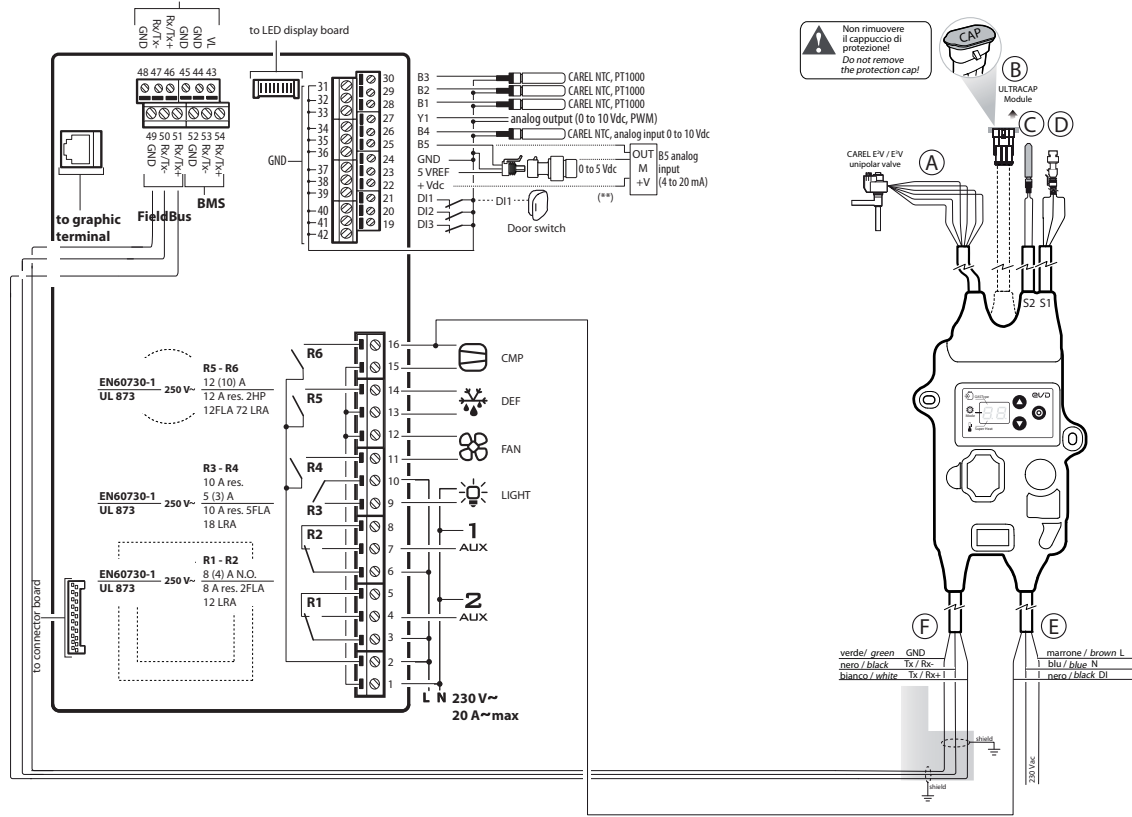 GND
Rx/Tx-
Rx/Tx+
GND
GND
VL
to LED display board
48 47 46 45 44 43
49 50 51 52 53 54
GND
Rx/Tx-
Rx/Tx+
GND
Rx/Tx-
Rx/Tx+
FieldBus
BMS
to graphic
terminal
31
32
33
34
35
36
37
38
39
40
41
42
GND
30
29
28
27
26
25
24
23
22
21
20
19
B3
B2
B1
Y1
B4
B5
GND
5 VREF
+ Vdc
DI1
DI2
DI3
CAREL NTC, PT1000
CAREL NTC, PT1000
CAREL NTC, PT1000
analog output (0 to 10 Vdc, PWM)
CAREL NTC, analog input 0 to 10 Vdc
0 to 5 Vdc
OUT
M
+V
B5 analog
input
(4 to 20 mA)
(**)
DI1
Door switch
Non rimuovere
il cappuccio di
protezione!
Do not remove
the protection cap!
CAP
B
ULTRACAP
Module
C
D
CAREL E²V / E³V
unipolar valve
A
S2 S1
GAS Type
Mode
Super Heat
88
evd
R5 - R6
EN60730-1
UL 873
250 V~
12 (10) A
12 A res. 2HP
12FLA 72 LRA
R3 - R4
10 A res.
EN60730-1
UL 873
250 V~
5 (3) A
10 A res. 5FLA
18 LRA
R1 - R2
EN60730-1
UL 873
250 V~
8 (4) A N.O.
8 A res. 2FLA
12 LRA
to connector board
R6
R5
R4
R3
R2
R1
16
15
14
13
12
11
10
9
8
7
6
5
4
3
2
1
CMP
DEF
FAN
LIGHT
1
AUX
2
AUX
L N 230 V~
20 A~max
F
E
verde/ green GND
nero / black Tx / Rx-
bianco / white Tx / Rx+
marrone / brown L
blu / blue N
nero / black DI
shield
shield
230 Vac